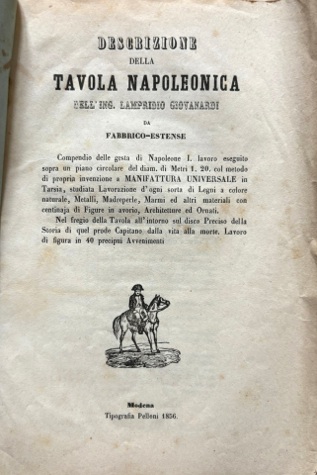 DESCRIZIONE
DELLA
TAVOLA NAPOLEONICA
DELL'ING. LAMPRIDIO GIOVANARDI
DA
FABBRICO-ESTENSE
Compendio delle gesta di Napoleone I. lavoro eseguito
sopra un piano circolare del diam. di Metri 1. 20. col metodo
di propria invenzione o MANIFATTURA UNIVERSALE in
Tarsia, studiata Lavorazione d'ogni sorta di Legni a colore
naturale, Metalli, Madreperle, Marmi ed altri materiali con
centinaja di Figure in avorio, Architetture ed Ornati.
Nel fregio della Tavola all'intorno sul disco Preciso della
Storia di quel prode Capitano dalla vita alla morte. Lavoro
di figura in 40 precipui Avvenimenti
Modena
Tipografia Pelloni 1856.